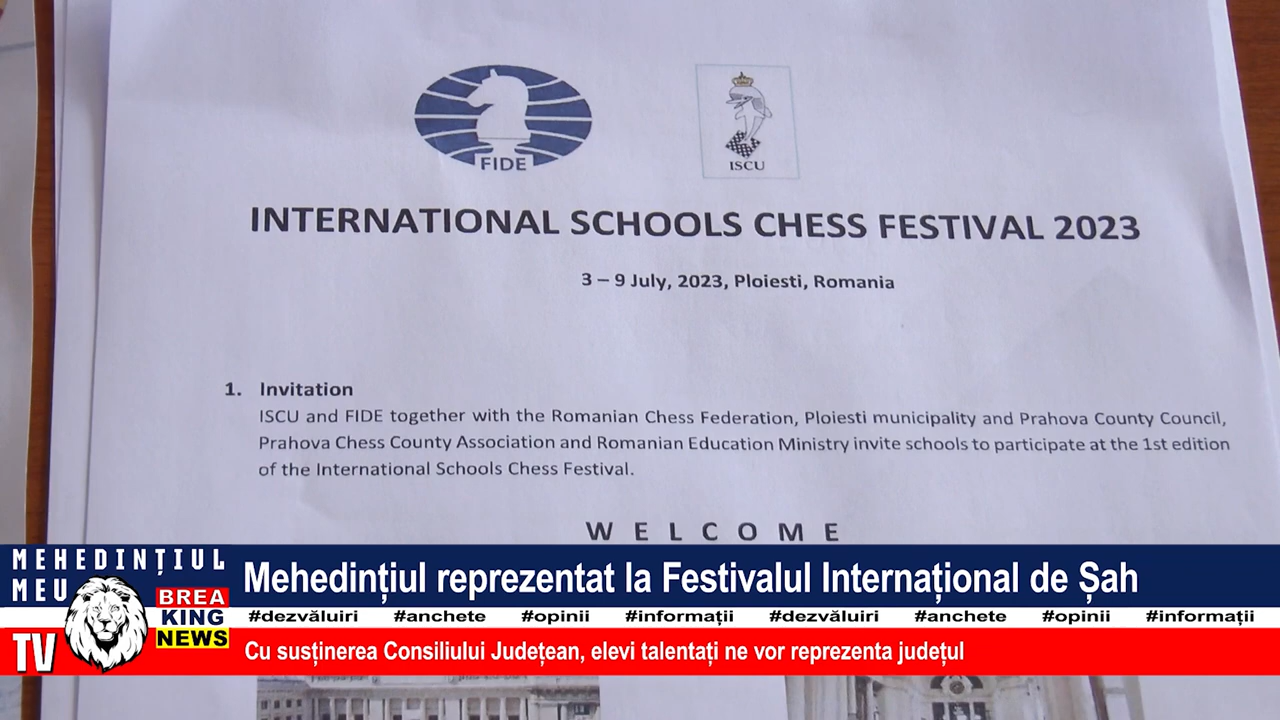 FIDE
ISCU
INTERNATIONAL SCHOOLS CHESS FESTIVAL 2023
3 – 9 July, 2023, Ploiesti, Romania
1. Invitation
ISCU and FIDE together with the Romanian Chess Federation, Ploiesti municipality and Prahova County Council,
Prahova Chess County Association and Romanian Education Ministry invite schools to participate at the 1st edition
of the International Schools Chess Festival.
W E L C O M E
MEHEDINȚIUL
MEU
TV
BREA
KING
NEWS
Mehedințiul reprezentat la Festivalul Internațional de Șah
#dezvăluiri #anchete #opinii #informații #dezvăluiri #anchete #opinii #informații
Cu susținerea Consiliului Județean, elevi talentați ne vor reprezenta județul